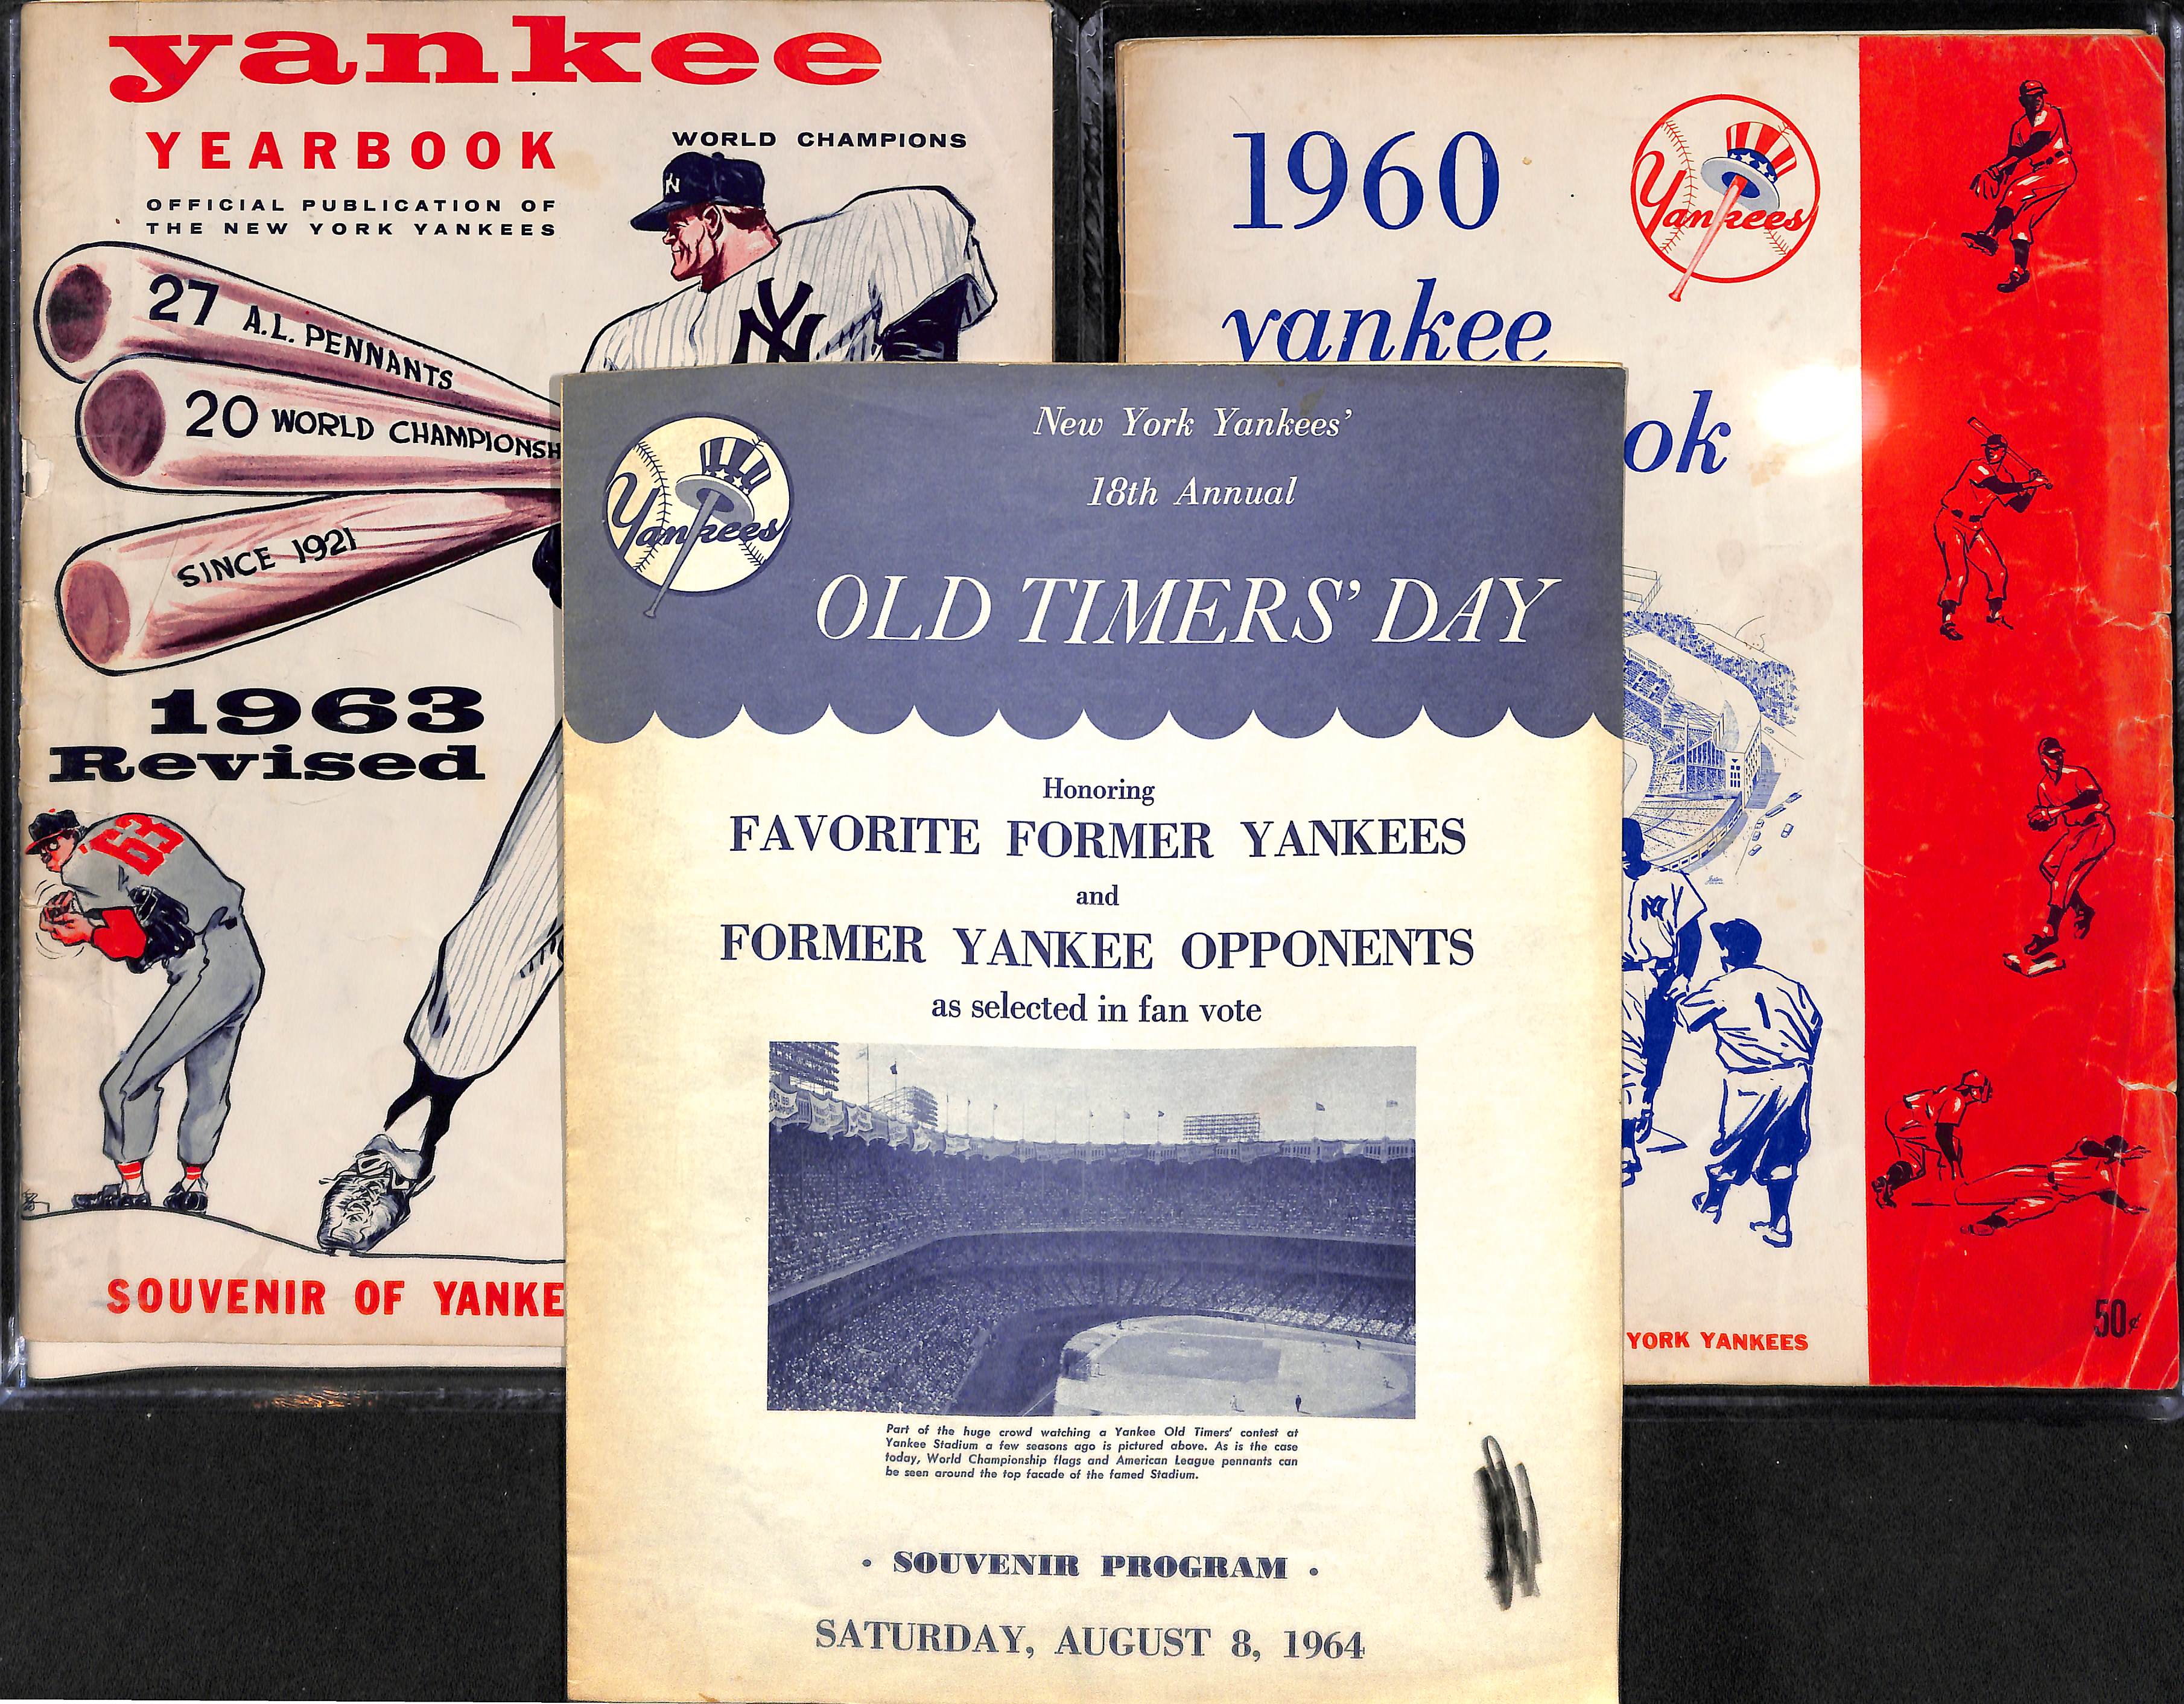 yankee
YEARBOOK
WORLD CHAMPIONS
OFFICIAL PUBLICATION OF
THE NEW YORK YANKEES
NY
NY
27 A.L. PENNANTS
20 WORLD CHAMPIONSH
SINCE 1921
1963
Revised
63
SOUVENIR OF YANKE
1960
Yankees
yankee
ok
NY
1
YORK YANKEES
50¢
Yankees
New York Yankees'
18th Annual
OLD TIMERS' DAY
Honoring
FAVORITE FORMER YANKEES
and
FORMER YANKEE OPPONENTS
as selected in fan vote
Part of the huge crowd watching a Yankee Old Timers' contest at
Yankee Stadium a few seasons ago is pictured above. As is the case
today, World Championship flags and American League pennants can
be seen around the top facade of the famed Stadium.
• SOUVENIR PROGRAM •
SATURDAY, AUGUST 8, 1964